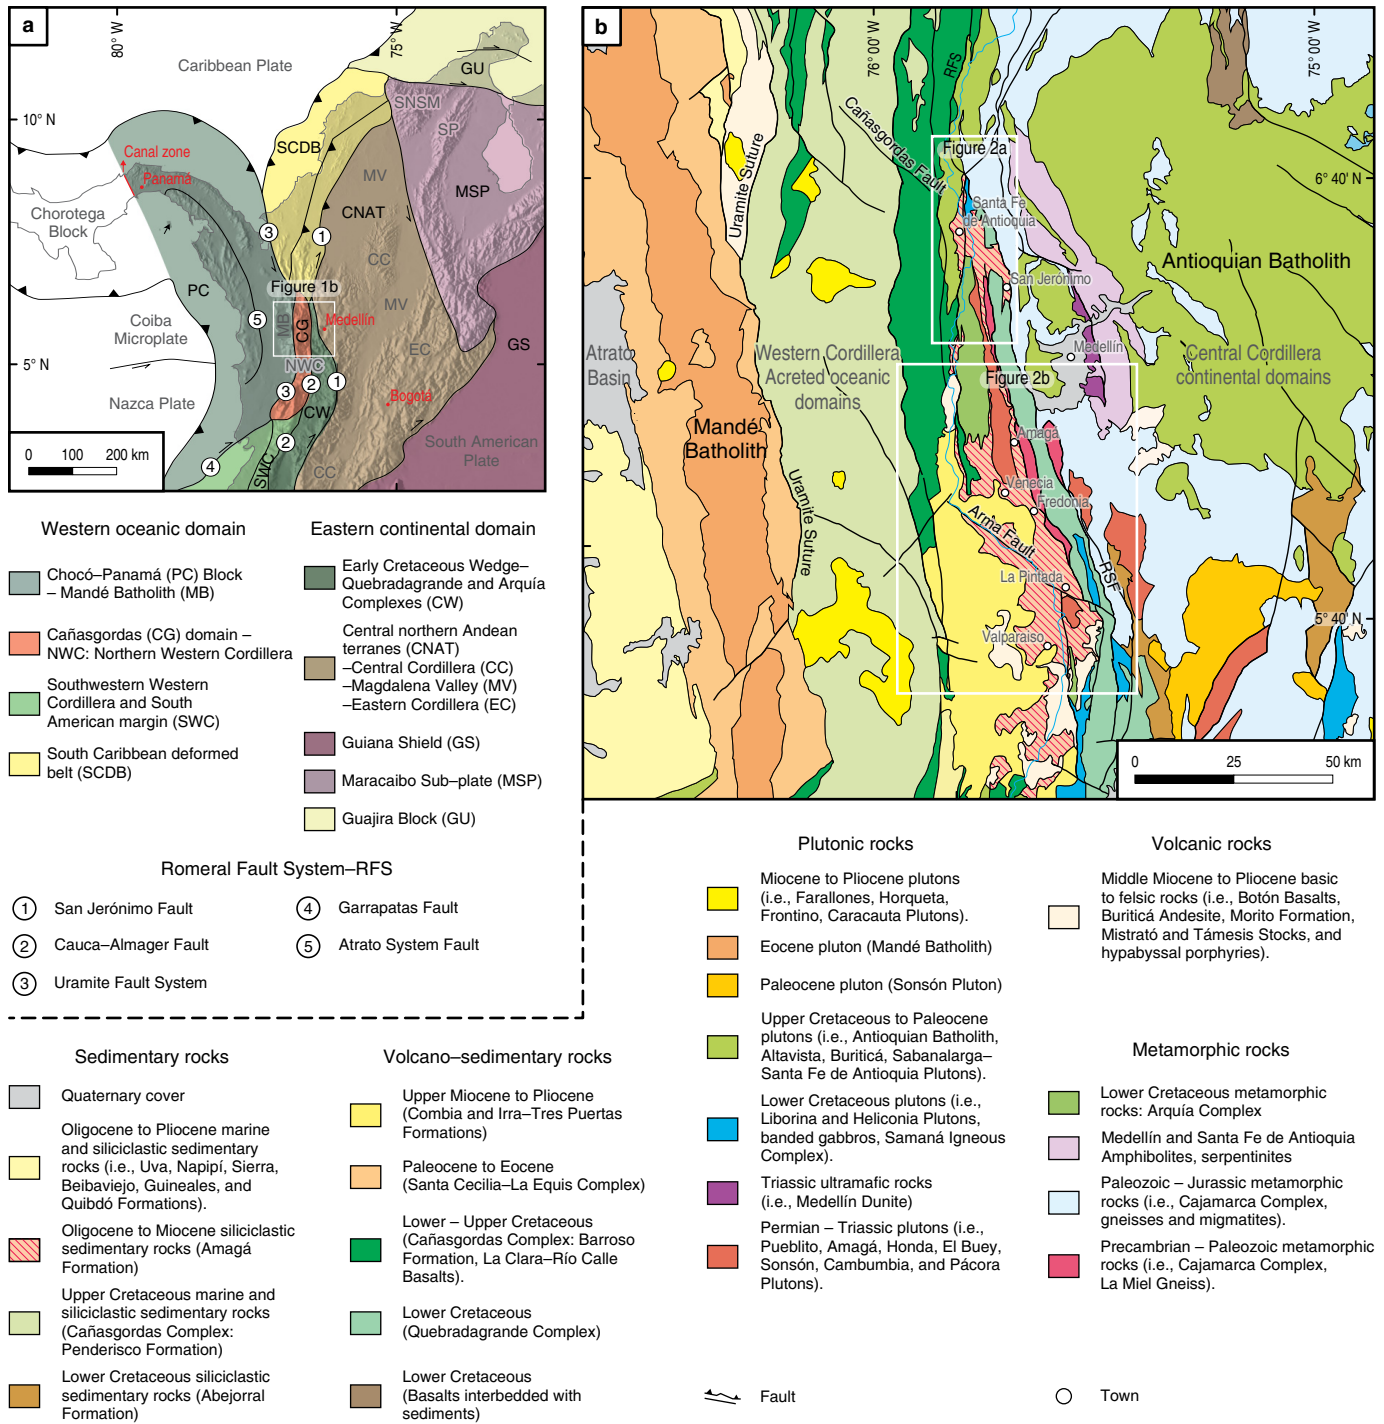 a
80° W
75° W
Caribbean Plate
GU
SNSM
10° N
SP
SCDB
Canal zone
Panamá
MV
MSP
CNAT
Chorotega
Block
3
1
CC
Figure 1b
PC
MV
5
MB
CG
Medellín
Coiba
Microplate
GS
EC
5° N
NWC
3
2
1
Nazca Plate
Bogotá
CW
2
South American
Plate
0 100 200 km
4
SWC
CC
b
76° 00' W
75° 00' W
RFS
Cañasgordas Fault
Uramite Suture
Figure 2a
6° 40' N
Santa Fe
de Antioquia
Antioquian Batholith
San Jerónimo
Atrato
Basin
Western Cordillera
Acreted oceanic
domains
Medellín
Central Cordillera
continental domains
Figure 2b
Mandé
Batholith
Amagá
Uramite Suture
Venecia
Fredonia
Arma Fault
La Pintada
RSF
Valparaiso
5° 40' N
0 25 50 km
Western oceanic domain
Chocó–Panamá (PC) Block
– Mandé Batholith (MB)
Cañasgordas (CG) domain –
NWC: Northern Western Cordillera
Southwestern Western
Cordillera and South
American margin (SWC)
South Caribbean deformed
belt (SCDB)
Eastern continental domain
Early Cretaceous Wedge–
Quebradagrande and Arquía
Complexes (CW)
Central northern Andean
terranes (CNAT)
–Central Cordillera (CC)
–Magdalena Valley (MV)
–Eastern Cordillera (EC)
Guiana Shield (GS)
Maracaibo Sub–plate (MSP)
Guajira Block (GU)
Romeral Fault System–RFS
1 San Jerónimo Fault
2 Cauca–Almager Fault
3 Uramite Fault System
4 Garrapatas Fault
5 Atrato System Fault
Sedimentary rocks
Quaternary cover
Oligocene to Pliocene marine
and siliciclastic sedimentary
rocks (i.e., Uva, Napipí, Sierra,
Beibaviejo, Guineales, and
Quibdó Formations).
Oligocene to Miocene siliciclastic
sedimentary rocks (Amagá
Formation)
Upper Cretaceous marine and
siliciclastic sedimentary rocks
(Cañasgordas Complex:
Penderisco Formation)
Lower Cretaceous siliciclastic
sedimentary rocks (Abejorral
Formation)
Volcano–sedimentary rocks
Upper Miocene to Pliocene
(Combia and Irra–Tres Puertas
Formations)
Paleocene to Eocene
(Santa Cecilia–La Equis Complex)
Lower – Upper Cretaceous
(Cañasgordas Complex: Barroso
Formation, La Clara–Río Calle
Basalts).
Lower Cretaceous
(Quebradagrande Complex)
Lower Cretaceous
(Basalts interbedded with
sediments)
Plutonic rocks
Miocene to Pliocene plutons
(i.e., Farallones, Horqueta,
Frontino, Caracauta Plutons).
Eocene pluton (Mandé Batholith)
Paleocene pluton (Sonsón Pluton)
Upper Cretaceous to Paleocene
plutons (i.e., Antioquian Batholith,
Altavista, Buriticá, Sabanalarga–
Santa Fe de Antioquia Plutons).
Lower Cretaceous plutons (i.e.,
Liborina and Heliconia Plutons,
banded gabbros, Samaná Igneous
Complex).
Triassic ultramafic rocks
(i.e., Medellín Dunite)
Permian – Triassic plutons (i.e.,
Pueblito, Amagá, Honda, El Buey,
Sonsón, Cambumbia, and Pácora
Plutons).
Fault
Volcanic rocks
Middle Miocene to Pliocene basic
to felsic rocks (i.e., Botón Basalts,
Buriticá Andesite, Morito Formation,
Mistrató and Támesis Stocks, and
hypabyssal porphyries).
Metamorphic rocks
Lower Cretaceous metamorphic
rocks: Arquía Complex
Medellín and Santa Fe de Antioquia
Amphibolites, serpentinites
Paleozoic – Jurassic metamorphic
rocks (i.e., Cajamarca Complex,
gneisses and migmatites).
Precambrian – Paleozoic metamorphic
rocks (i.e., Cajamarca Complex,
La Miel Gneiss).
Town